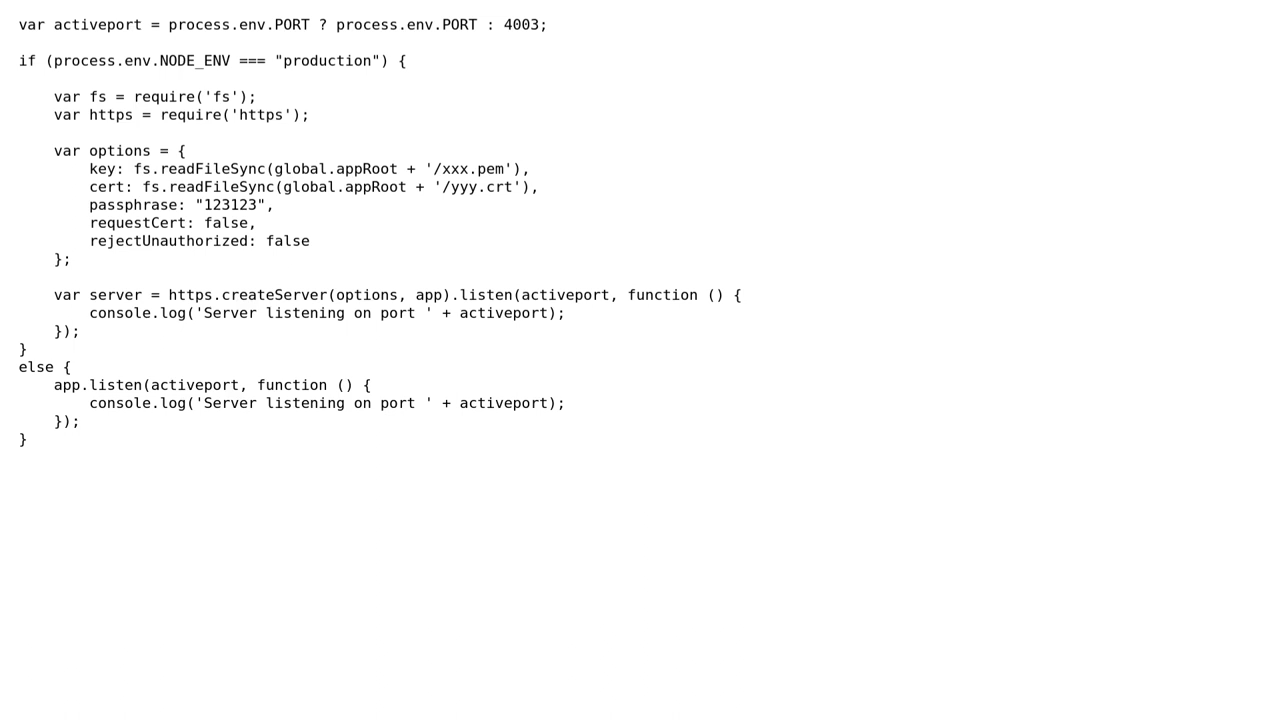 var activeport = process.env.PORT ? process.env.PORT : 4003;

if (process.env.NODE_ENV === "production") {

    var fs = require('fs');
    var https = require('https');

    var options = {
        key: fs.readFileSync(global.appRoot + '/xxx.pem'),
        cert: fs.readFileSync(global.appRoot + '/yyy.crt'),
        passphrase: "123123",
        requestCert: false,
        rejectUnauthorized: false
    };

    var server = https.createServer(options, app).listen(activeport, function () {
        console.log('Server listening on port ' + activeport);
    });
}
else {
    app.listen(activeport, function () {
        console.log('Server listening on port ' + activeport);
    });
}